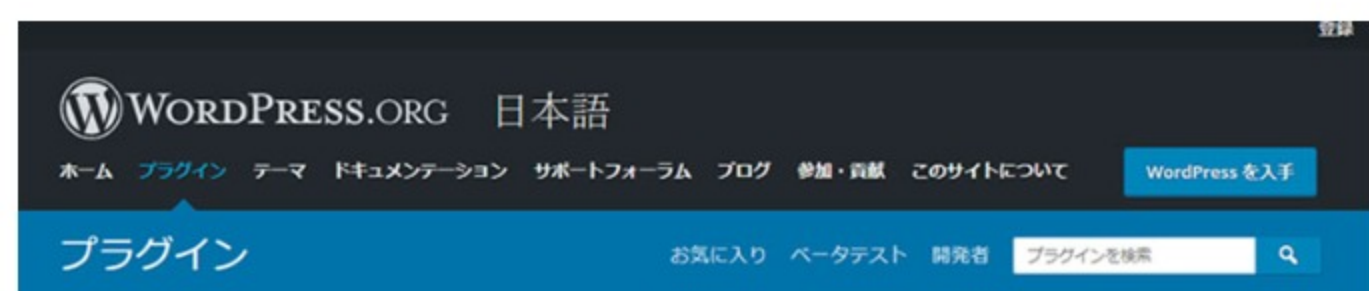 登録
WORDPRESS.ORG 日本語
ホーム プラグイン テーマ ドキュメンテーション サポートフォーラム ブログ 参加・貢献 このサイトについて WordPress を入手
プラグイン お気に入り ベータテスト 開発者 プラグインを検索